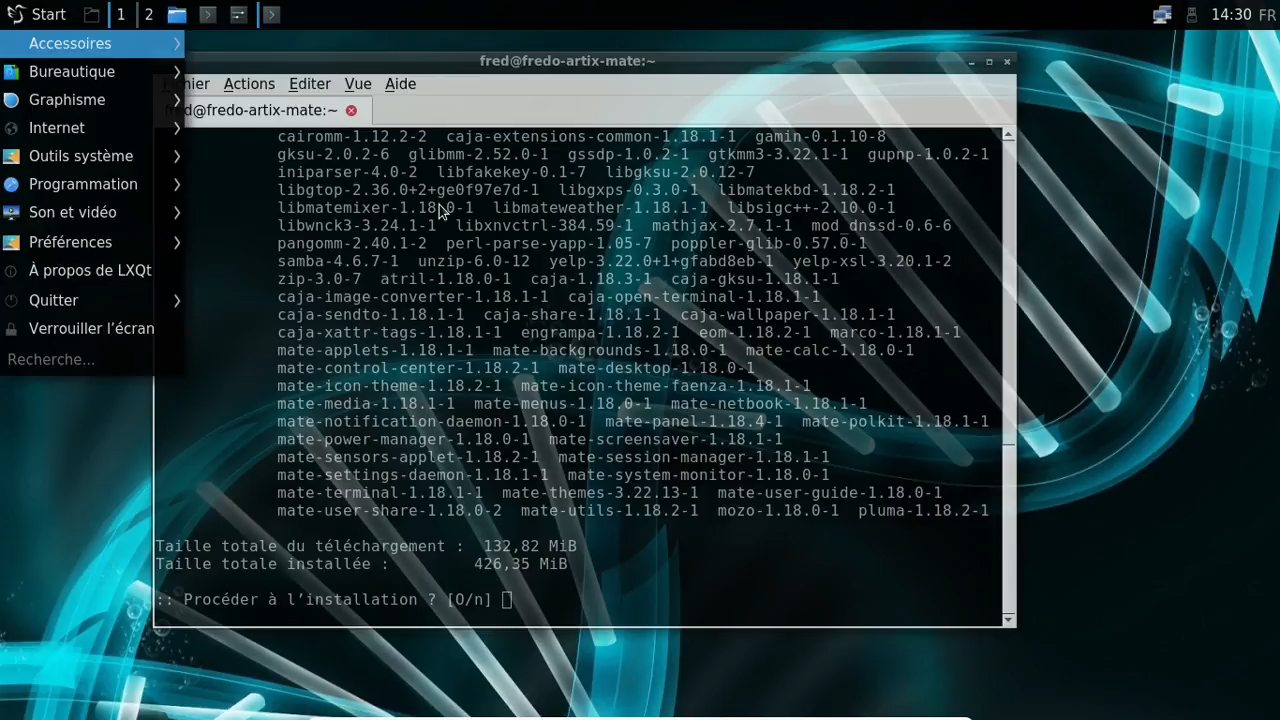 Start 1 2 14:30 FR
Accessoires
Bureautique
Graphisme
Internet
Outils système
Programmation
Son et vidéo
Préférences
À propos de LXQt
Quitter
Verrouiller l’écran
Recherche...
fred@fredo-artix-mate:~
Actions Editer Vue Aide
fred@fredo-artix-mate:~
cairomm-1.12.2-2 caja-extensions-common-1.18.1-1 gamin-0.1.10-8
gksu-2.0.2-6 glibmm-2.52.0-1 gssdp-1.0.2-1 gtkmm3-3.22.1-1 gupnp-1.0.2-1
iniparser-4.0-2 libfakekey-0.1-7 libgksu-2.0.12-7
libgtop-2.36.0+2+ge0f97e7d-1 libgxps-0.3.0-1 libmatekbd-1.18.2-1
libmatemixer-1.18.0-1 libmateweather-1.18.1-1 libsigc++-2.10.0-1
libwnck3-3.24.1-1 libxnvctrl-384.59-1 mathjax-2.7.1-1 mod_dnssd-0.6-6
pangomm-2.40.1-2 perl-parse-yapp-1.05-7 poppler-glib-0.57.0-1
samba-4.6.7-1 unzip-6.0-12 yelp-3.22.0+1+gfabd8eb-1 yelp-xsl-3.20.1-2
zip-3.0-7 atril-1.18.0-1 caja-1.18.3-1 caja-gksu-1.18.1-1
caja-image-converter-1.18.1-1 caja-open-terminal-1.18.1-1
caja-sendto-1.18.1-1 caja-share-1.18.1-1 caja-wallpaper-1.18.1-1
caja-xattr-tags-1.18.1-1 engrampa-1.18.2-1 eom-1.18.2-1 marco-1.18.1-1
mate-applets-1.18.1-1 mate-backgrounds-1.18.0-1 mate-calc-1.18.0-1
mate-control-center-1.18.2-1 mate-desktop-1.18.0-1
mate-icon-theme-1.18.2-1 mate-icon-theme-faenza-1.18.1-1
mate-media-1.18.1-1 mate-menus-1.18.0-1 mate-netbook-1.18.1-1
mate-notification-daemon-1.18.0-1 mate-panel-1.18.4-1 mate-polkit-1.18.1-1
mate-power-manager-1.18.0-1 mate-screensaver-1.18.1-1
mate-sensors-applet-1.18.2-1 mate-session-manager-1.18.1-1
mate-settings-daemon-1.18.1-1 mate-system-monitor-1.18.0-1
mate-terminal-1.18.1-1 mate-themes-3.22.13-1 mate-user-guide-1.18.0-1
mate-user-share-1.18.0-2 mate-utils-1.18.2-1 mozo-1.18.0-1 pluma-1.18.2-1
Taille totale du téléchargement : 132,82 MiB
Taille totale installée : 426,35 MiB
:: Procéder à l’installation ? [O/n]